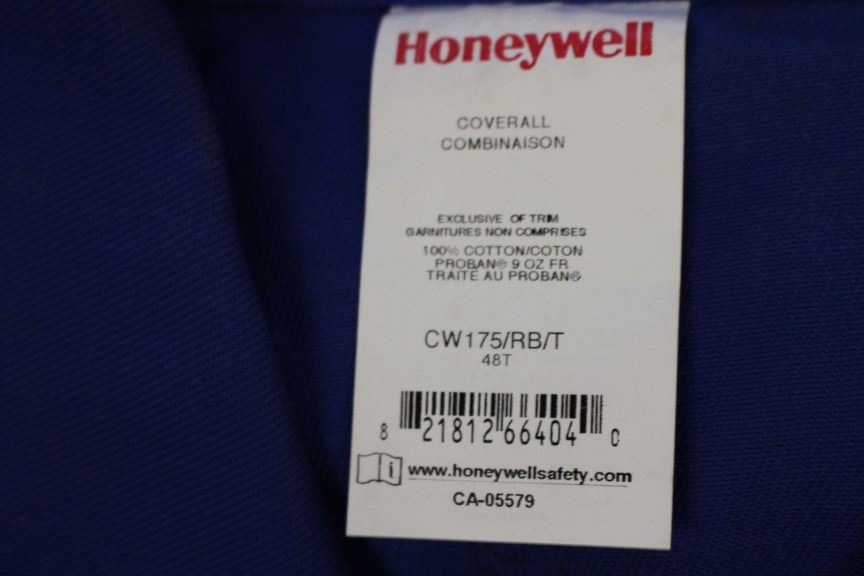 Honeywell
COVERALL
COMBINAISON
EXCLUSIVE OF TRIM
GARNITURES NON COMPRISES
100% COTTON/COTON
PROBAN® 9 OZ FR
TRAITÉ AU PROBAN®
CW175/RB/T
48T
8 21812 66404 0
i www.honeywellsafety.com
CA-05579